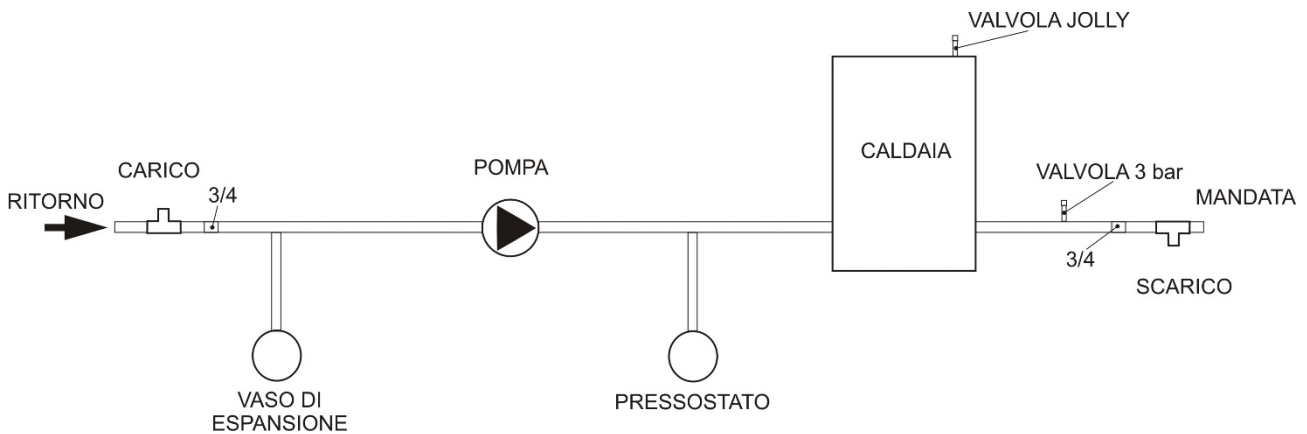 VALVOLA JOLLY
CALDAIA
POMPA
CARICO
VALVOLA 3 bar
RITORNO
3/4
MANDATA
3/4
SCARICO
VASO DI
ESPANSIONE
PRESSOSTATO